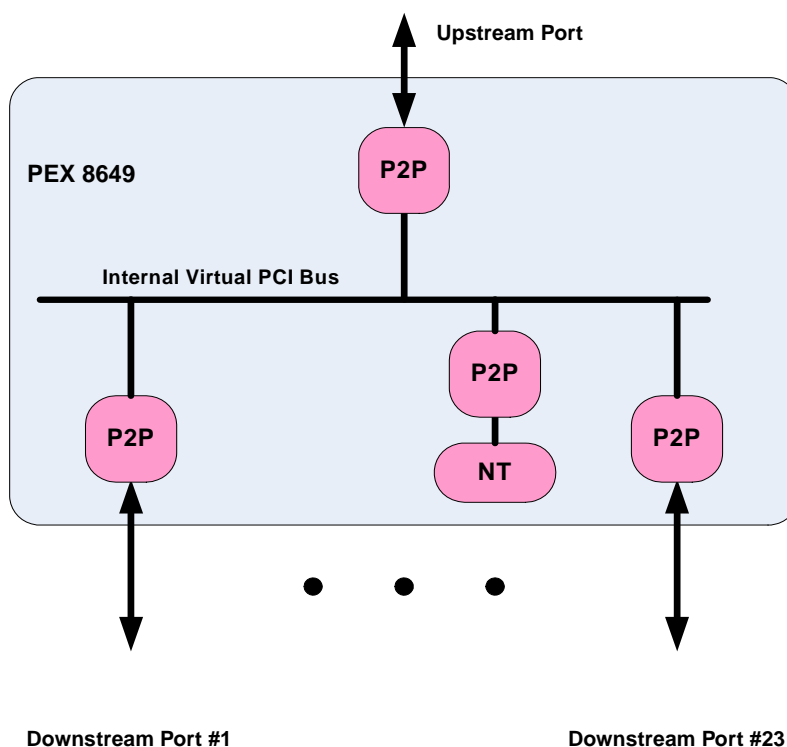 Upstream Port
P2P
PEX 8649
Internal Virtual PCI Bus
P2P
P2P
P2P
NT
Downstream Port #1
Downstream Port #23